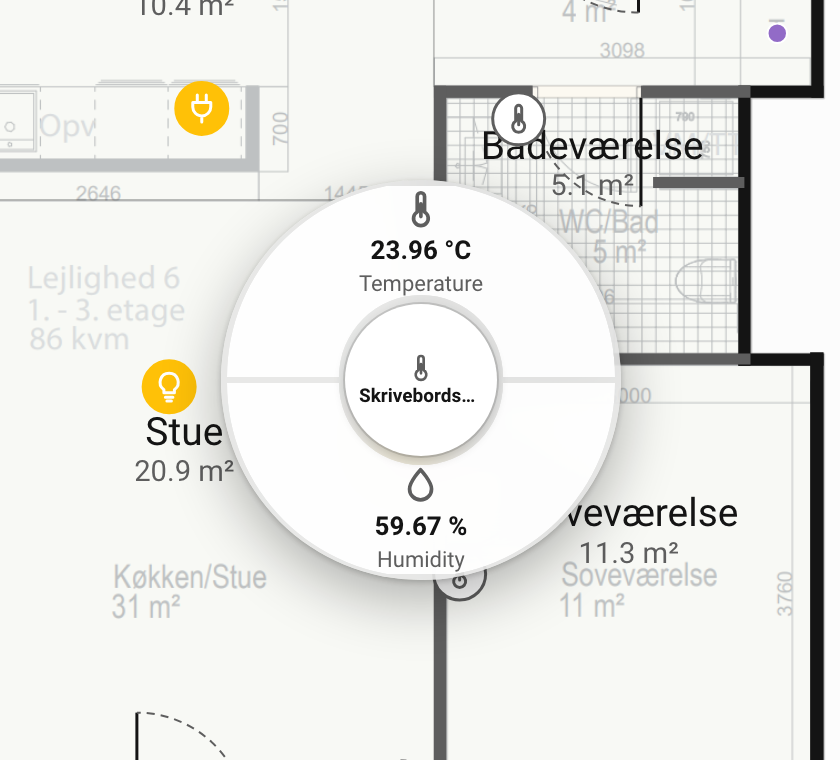 10.4 m²
4 m²
3098
Opv
700
700
Badeværelse
5.1 m²
WC/Bad
5 m²
2646
Lejlighed 6
1. - 3. etage
86 kvm
23.96 °C
Temperature
Skrivebords...
000
Stue
20.9 m²
59.67 %
Humidity
veværelse
11.3 m²
Køkken/Stue
31 m²
Soveværelse
11 m²
3760